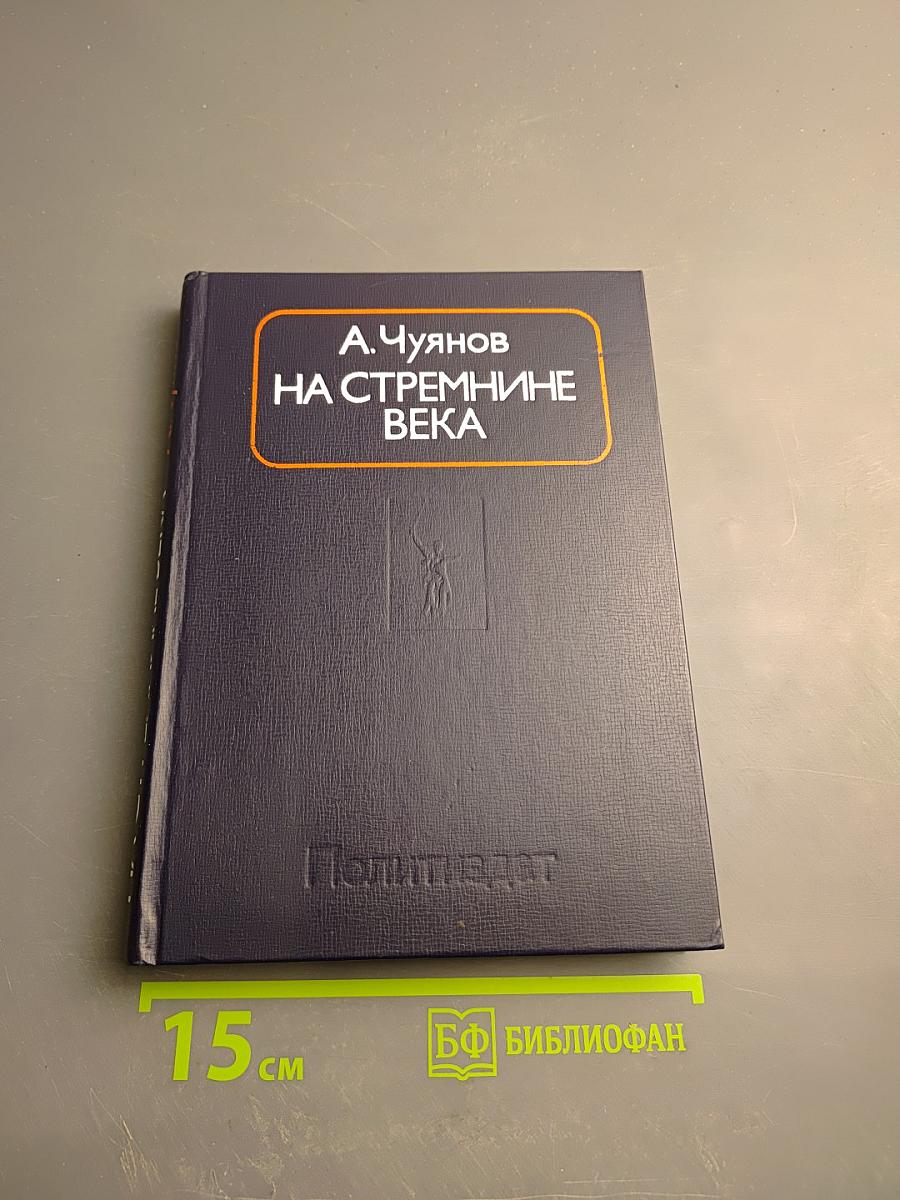 А. Чуянов
НА СТРЕМНИНЕ
ВЕКА
Политиздат
15 см
БФ БИБЛИОФАН